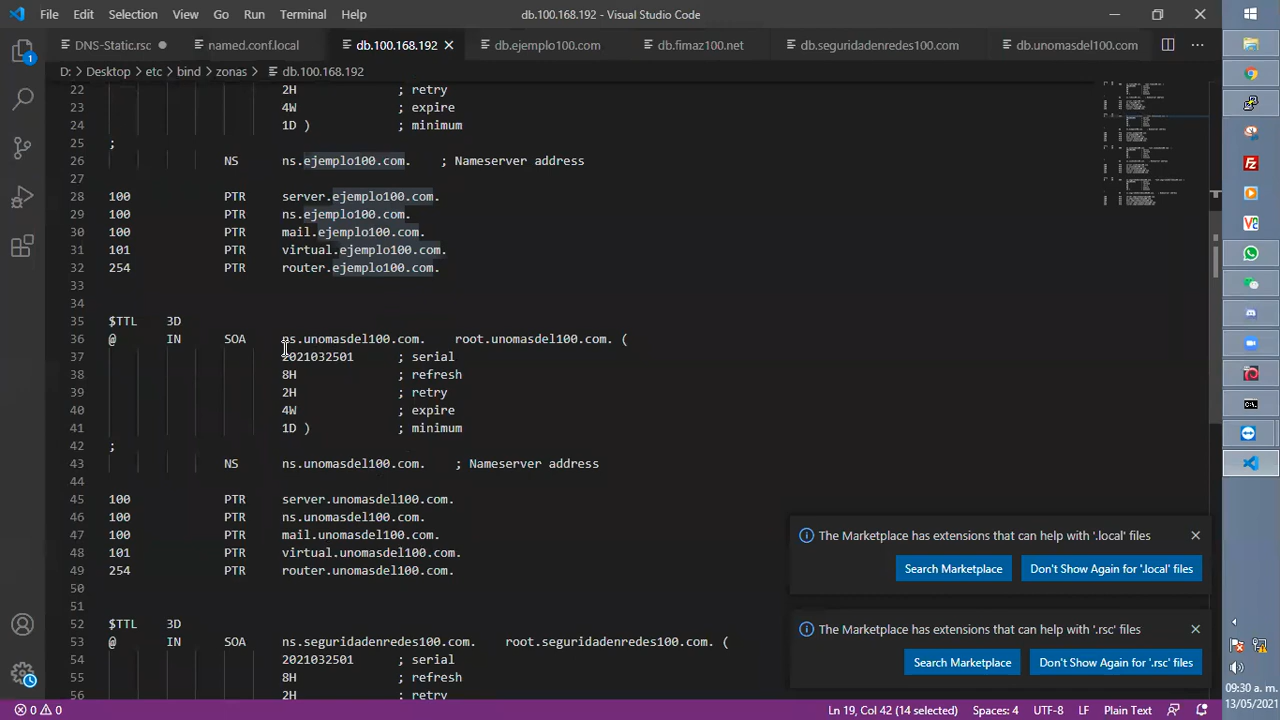 File Edit Selection View Go Run Terminal Help db.100.168.192 - Visual Studio Code
DNS-Static.rsc named.conf.local db.100.168.192 db.ejemplo100.com db.fimaz100.net db.seguridadenredes100.com db.unomasdel100.com
D: > Desktop > etc > bind > zonas > db.100.168.192
22 2H ; retry
23 4W ; expire
24 1D ) ; minimum
25 ;
26 NS ns.ejemplo100.com. ; Nameserver address
27
28 100 PTR server.ejemplo100.com.
29 100 PTR ns.ejemplo100.com.
30 100 PTR mail.ejemplo100.com.
31 101 PTR virtual.ejemplo100.com.
32 254 PTR router.ejemplo100.com.
33
34
35 $TTL 3D
36 @ IN SOA ns.unomasdel100.com. root.unomasdel100.com. (
37 2021032501 ; serial
38 8H ; refresh
39 2H ; retry
40 4W ; expire
41 1D ) ; minimum
42 ;
43 NS ns.unomasdel100.com. ; Nameserver address
44
45 100 PTR server.unomasdel100.com.
46 100 PTR ns.unomasdel100.com.
47 100 PTR mail.unomasdel100.com.
48 101 PTR virtual.unomasdel100.com.
49 254 PTR router.unomasdel100.com.
50
51
52 $TTL 3D
53 @ IN SOA ns.seguridadenredes100.com. root.seguridadenredes100.com. (
54 2021032501 ; serial
55 8H ; refresh
56 2H ; retry
The Marketplace has extensions that can help with '.local' files
Search Marketplace Don't Show Again for '.local' files
The Marketplace has extensions that can help with '.rsc' files
Search Marketplace Don't Show Again for '.rsc' files
0 0 Ln 19, Col 42 (14 selected) Spaces: 4 UTF-8 LF Plain Text
09:30 a. m.
13/05/2021